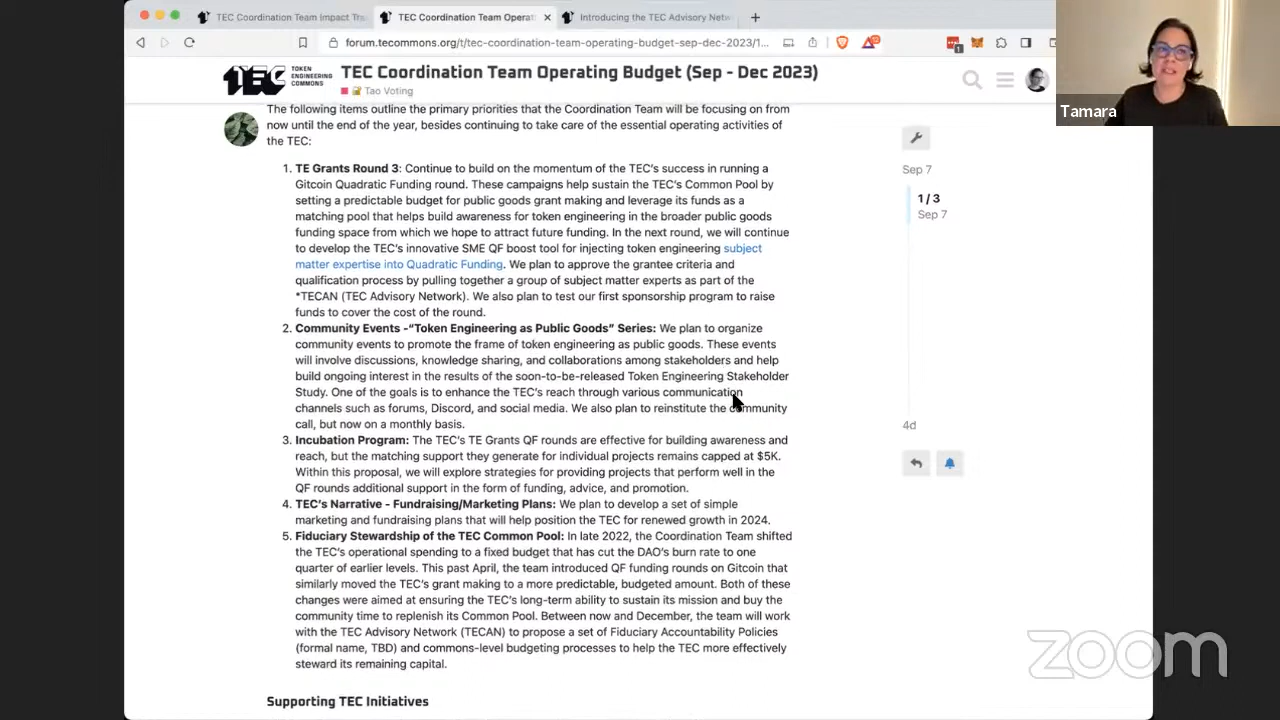 TEC Coordination Team Impact Tra
TEC Coordination Team Operat
Introducing the TEC Advisory Netw
forum.tecommons.org/t/tec-coordination-team-operating-budget-sep-dec-2023/1...
TEC
TOKEN
ENGINEERING
COMMONS
TEC Coordination Team Operating Budget (Sep - Dec 2023)
Tao Voting
Tamara
The following items outline the primary priorities that the Coordination Team will be focusing on from
now until the end of the year, besides continuing to take care of the essential operating activities of
the TEC:
1. TE Grants Round 3: Continue to build on the momentum of the TEC's success in running a
Gitcoin Quadratic Funding round. These campaigns help sustain the TEC's Common Pool by
setting a predictable budget for public goods grant making and leverage its funds as a
matching pool that helps build awareness for token engineering in the broader public goods
funding space from which we hope to attract future funding. In the next round, we will continue
to develop the TEC's innovative SME QF boost tool for injecting token engineering subject
matter expertise into Quadratic Funding. We plan to approve the grantee criteria and
qualification process by pulling together a group of subject matter experts as part of the
*TECAN (TEC Advisory Network). We also plan to test our first sponsorship program to raise
funds to cover the cost of the round.
2. Community Events -“Token Engineering as Public Goods” Series: We plan to organize
community events to promote the frame of token engineering as public goods. These events
will involve discussions, knowledge sharing, and collaborations among stakeholders and help
build ongoing interest in the results of the soon-to-be-released Token Engineering Stakeholder
Study. One of the goals is to enhance the TEC's reach through various communication
channels such as forums, Discord, and social media. We also plan to reinstitute the community
call, but now on a monthly basis.
3. Incubation Program: The TEC's TE Grants QF rounds are effective for building awareness and
reach, but the matching support they generate for individual projects remains capped at $5K.
Within this proposal, we will explore strategies for providing projects that perform well in the
QF rounds additional support in the form of funding, advice, and promotion.
4. TEC's Narrative - Fundraising/Marketing Plans: We plan to develop a set of simple
marketing and fundraising plans that will help position the TEC for renewed growth in 2024.
5. Fiduciary Stewardship of the TEC Common Pool: In late 2022, the Coordination Team shifted
the TEC's operational spending to a fixed budget that has cut the DAO's burn rate to one
quarter of earlier levels. This past April, the team introduced QF funding rounds on Gitcoin that
similarly moved the TEC's grant making to a more predictable, budgeted amount. Both of these
changes were aimed at ensuring the TEC's long-term ability to sustain its mission and buy the
community time to replenish its Common Pool. Between now and December, the team will work
with the TEC Advisory Network (TECAN) to propose a set of Fiduciary Accountability Policies
(formal name, TBD) and commons-level budgeting processes to help the TEC more effectively
steward its remaining capital.
Supporting TEC Initiatives
Sep 7
1 / 3
Sep 7
4d
zoom